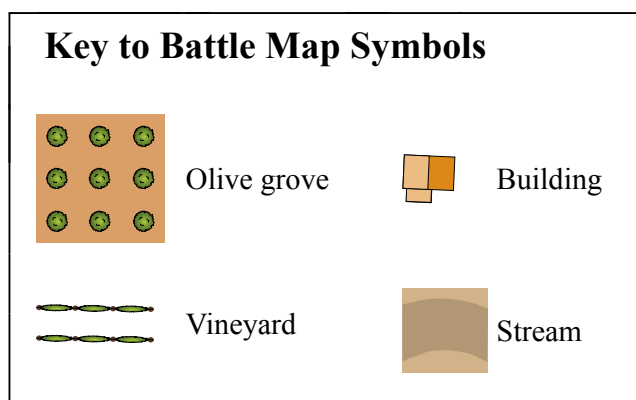 Key to Battle Map Symbols
Olive grove
Building
Vineyard
Stream